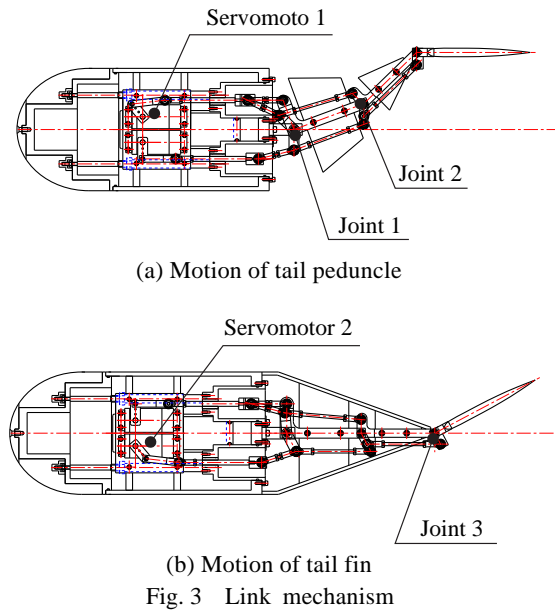 Servomoto 1
Joint 2
Joint 1
(a) Motion of tail peduncle
Servomotor 2
Joint 3
(b) Motion of tail fin
Fig. 3 Link mechanism